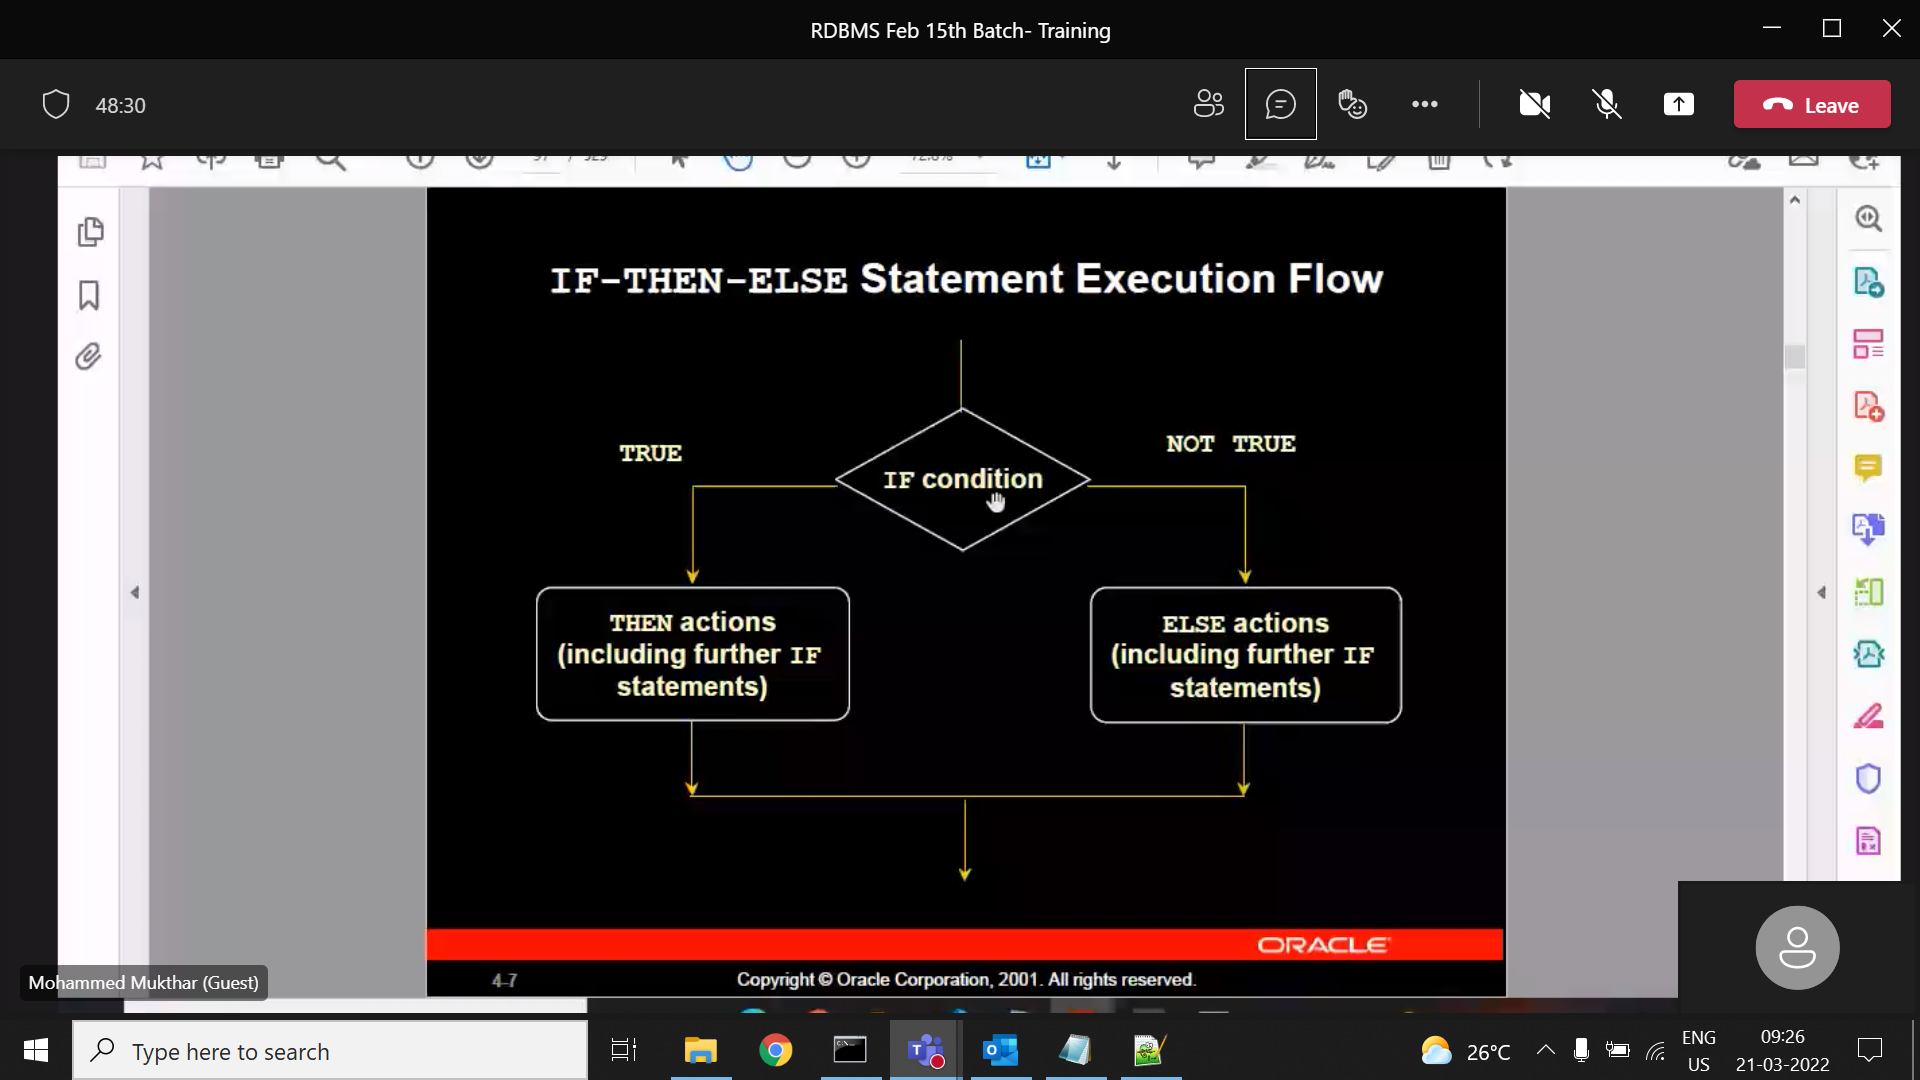 RDBMS Feb 15th Batch- Training
48:30
Leave
IF-THEN-ELSE Statement Execution Flow
TRUE
NOT TRUE
IF condition
THEN actions
(including further IF
statements)
ELSE actions
(including further IF
statements)
ORACLE
4-7
Copyright © Oracle Corporation, 2001. All rights reserved.
Mohammed Mukthar (Guest)
Type here to search
26°C
ENG
US
09:26
21-03-2022